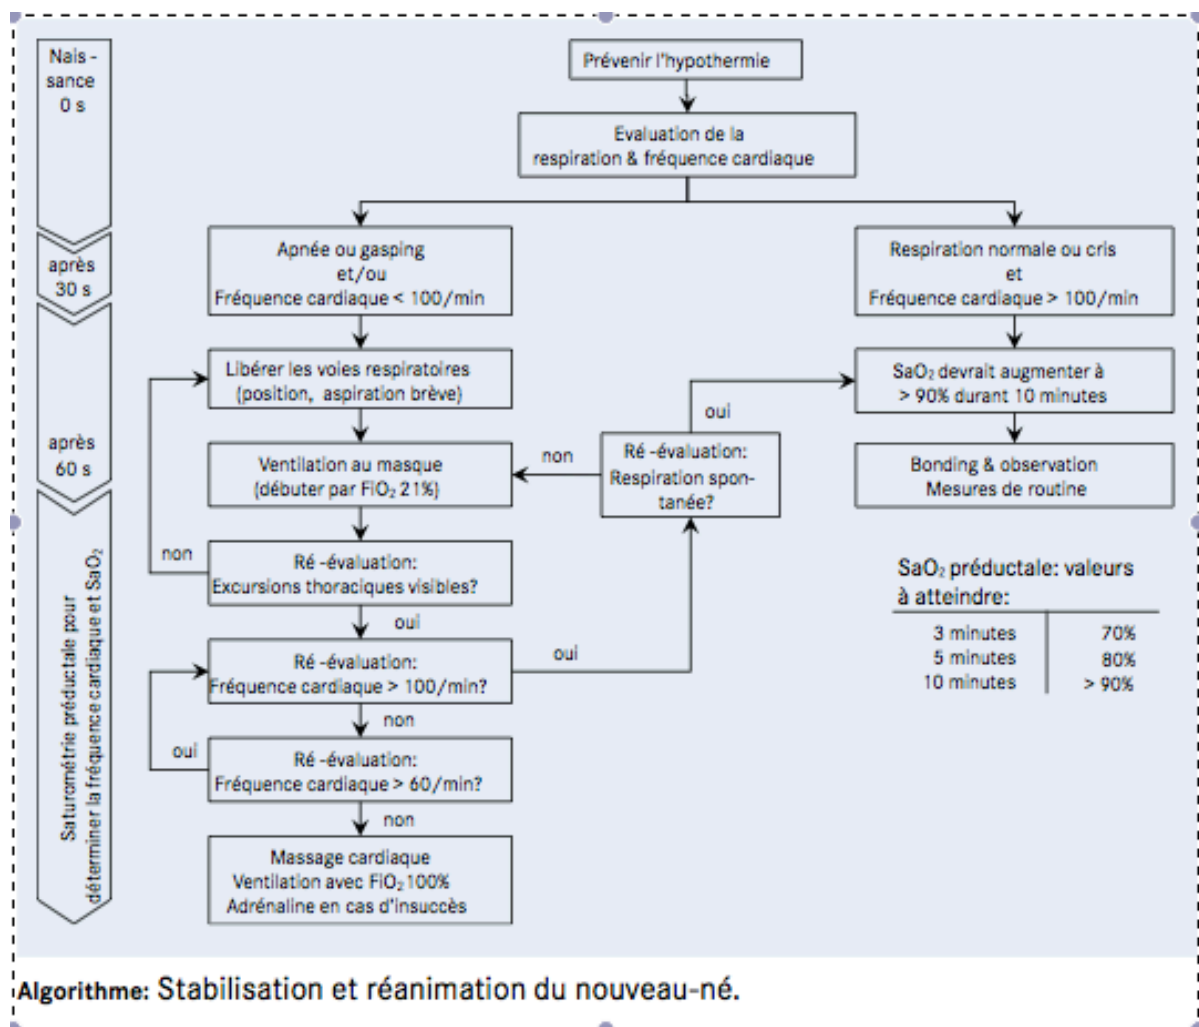 Nais -
sance
0 s
après
30 s
après
60 s
Saturométrie préductale pour
déterminer la fréquence cardiaque et SaO₂
Prévenir l'hypothermie
Evaluation de la
respiration & fréquence cardiaque
Apnée ou gasping
et/ou
Fréquence cardiaque < 100/min
Libérer les voies respiratoires
(position, aspiration brève)
Ventilation au masque
(débuter par FiO₂ 21%)
non
Ré -évaluation:
Excursions thoraciques visibles?
oui
Ré -évaluation:
Fréquence cardiaque > 100/min?
oui
non
oui
Ré -évaluation:
Fréquence cardiaque > 60/min?
non
Massage cardiaque
Ventilation avec FiO₂ 100%
Adrénaline en cas d'insuccès
non
Ré -évaluation:
Respiration spon-
tanée?
oui
Respiration normale ou cris
et
Fréquence cardiaque > 100/min
SaO₂ devrait augmenter à
> 90% durant 10 minutes
Bonding & observation
Mesures de routine
SaO₂ préductale: valeurs
à atteindre:
3 minutes 70%
5 minutes 80%
10 minutes > 90%
Algorithme: Stabilisation et réanimation du nouveau-né.